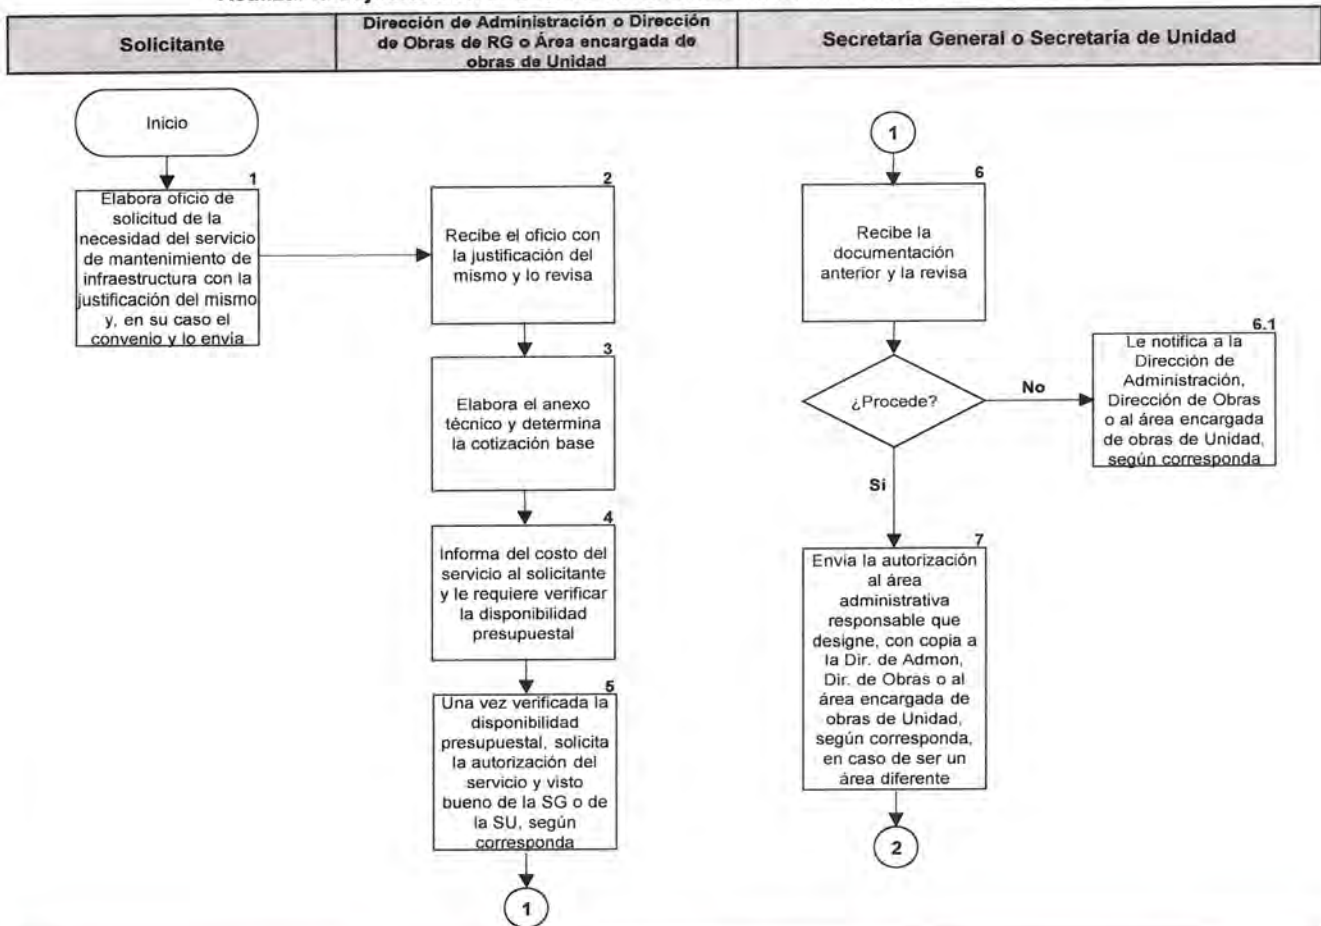 Solicitante
Dirección de Administración o Dirección
de Obras de RG o Área encargada de
obras de Unidad
Secretaría General o Secretaría de Unidad
Inicio
1
Elabora oficio de
solicitud de la
necesidad del servicio
de mantenimiento de
infraestructura con la
justificación del mismo
y, en su caso el
convenio y lo envía
2
Recibe el oficio con
la justificación del
mismo y lo revisa
3
Elabora el anexo
técnico y determina
la cotización base
4
Informa del costo del
servicio al solicitante
y le requiere verificar
la disponibilidad
presupuestal
5
Una vez verificada la
disponibilidad
presupuestal, solicita
la autorización del
servicio y visto
bueno de la SG o de
la SU, según
corresponda
1
1
6
Recibe la
documentación
anterior y la revisa
¿Procede?
No
6.1
Le notifica a la
Dirección de
Administración,
Dirección de Obras
o al área encargada
de obras de Unidad,
según corresponda
Si
7
Envía la autorización
al área
administrativa
responsable que
designe, con copia a
la Dir. de Admon,
Dir. de Obras o al
área encargada de
obras de Unidad,
según corresponda,
en caso de ser un
área diferente
2